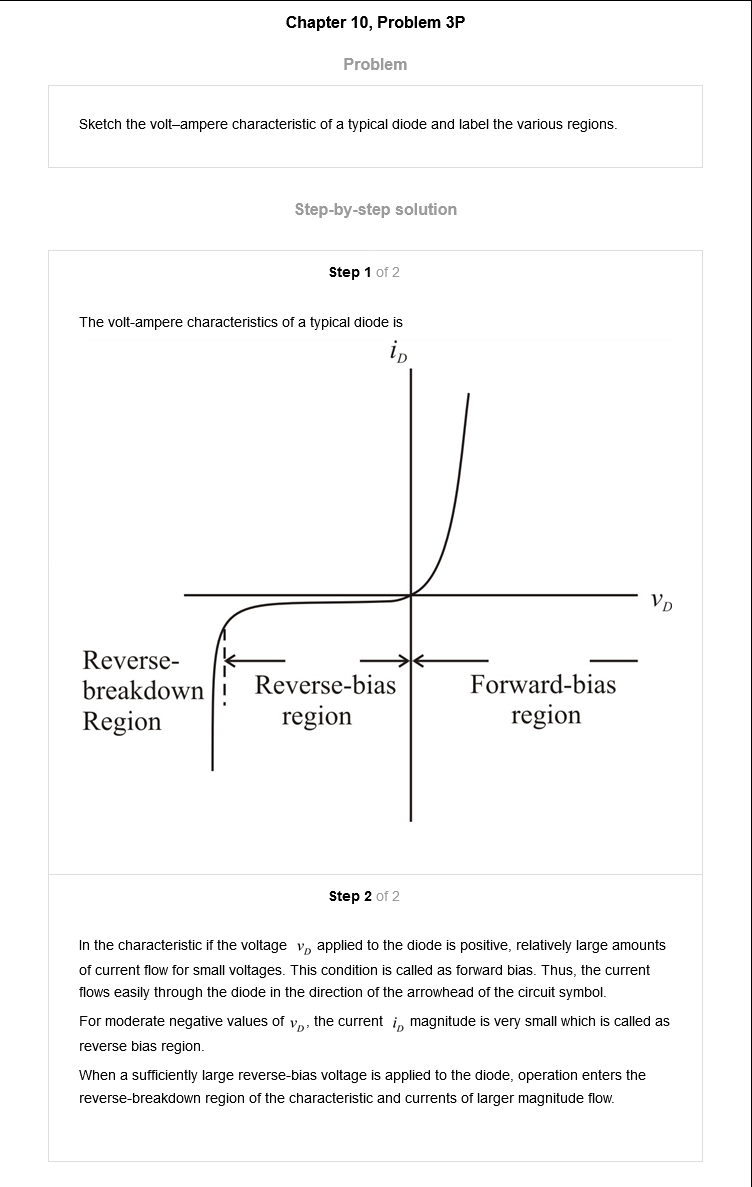 Chapter 10, Problem 3P
Problem
Sketch the volt–ampere characteristic of a typical diode and label the various regions.
Step-by-step solution
Step 1 of 2
The volt-ampere characteristics of a typical diode is
i_D
v_D
Reverse-
breakdown
Region
Reverse-bias
region
Forward-bias
region
Step 2 of 2
In the characteristic if the voltage v_D applied to the diode is positive, relatively large amounts
of current flow for small voltages. This condition is called as forward bias. Thus, the current
flows easily through the diode in the direction of the arrowhead of the circuit symbol.
For moderate negative values of v_D, the current i_D magnitude is very small which is called as
reverse bias region.
When a sufficiently large reverse-bias voltage is applied to the diode, operation enters the
reverse-breakdown region of the characteristic and currents of larger magnitude flow.